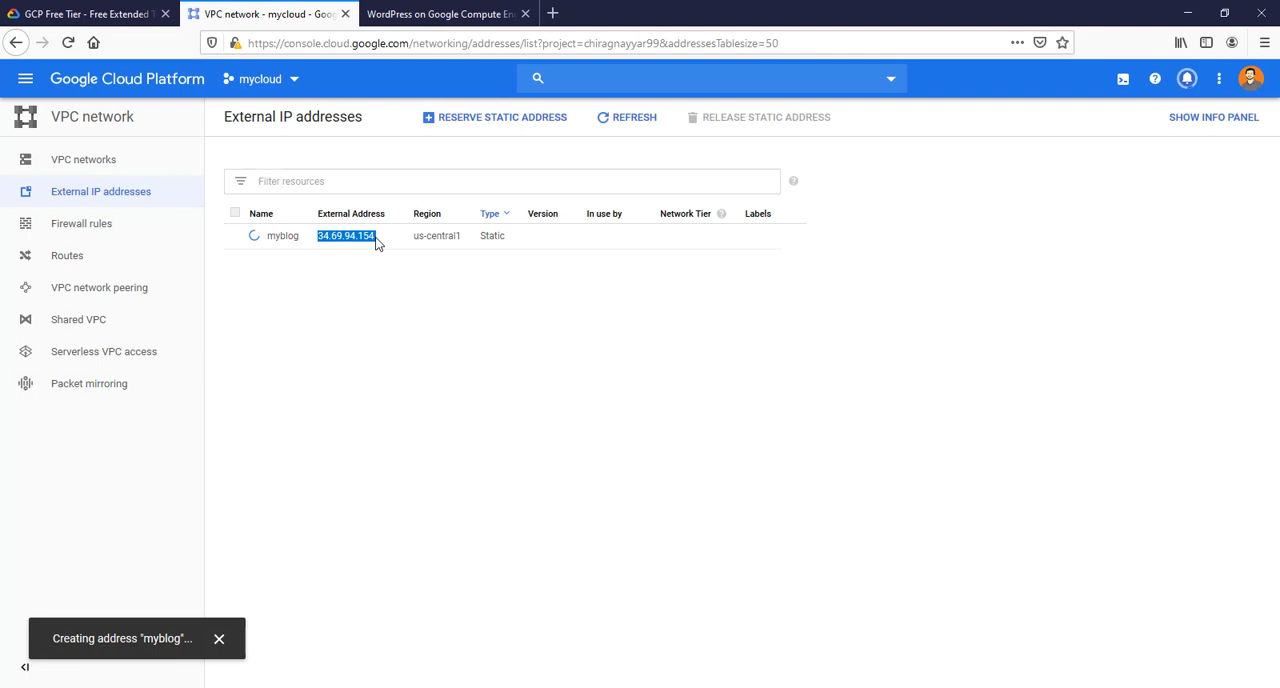 GCP Free Tier - Free Extended T
VPC network - mycloud - Goog
WordPress on Google Compute En
https://console.cloud.google.com/networking/addresses/list?project=chiragnayyar99&addressesTablesize=50
Google Cloud Platform
mycloud
VPC network
External IP addresses
RESERVE STATIC ADDRESS
REFRESH
RELEASE STATIC ADDRESS
SHOW INFO PANEL
VPC networks
External IP addresses
Firewall rules
Routes
VPC network peering
Shared VPC
Serverless VPC access
Packet mirroring
Filter resources
Name External Address Region Type Version In use by Network Tier Labels
myblog 34.69.94.154 us-central1 Static
Creating address "myblog"...